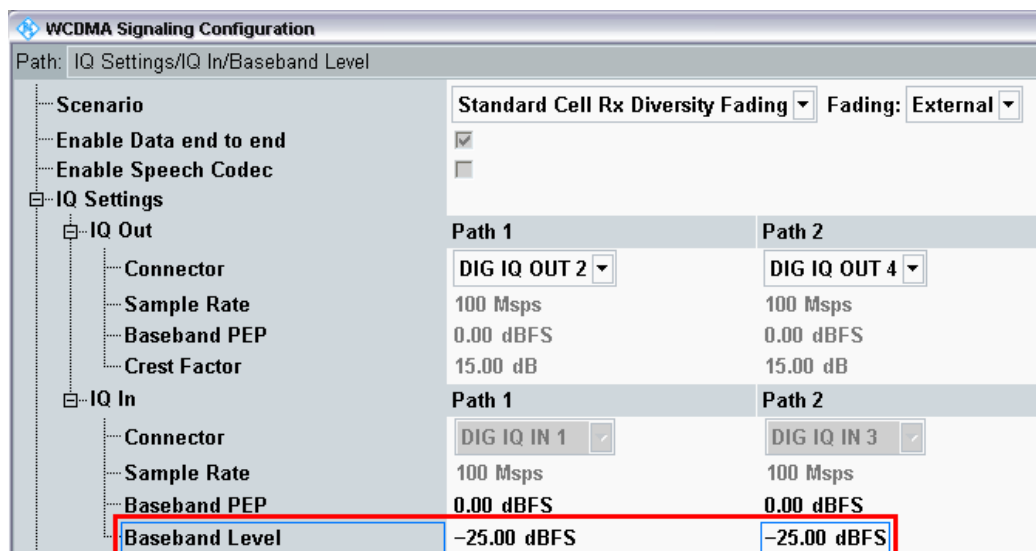 WCDMA Signaling Configuration
Path: IQ Settings/IQ In/Baseband Level
Scenario Standard Cell Rx Diversity Fading Fading: External
Enable Data end to end
Enable Speech Codec
IQ Settings
IQ Out Path 1 Path 2
Connector DIG IQ OUT 2 DIG IQ OUT 4
Sample Rate 100 Msps 100 Msps
Baseband PEP 0.00 dBFS 0.00 dBFS
Crest Factor 15.00 dB 15.00 dB
IQ In Path 1 Path 2
Connector DIG IQ IN 1 DIG IQ IN 3
Sample Rate 100 Msps 100 Msps
Baseband PEP 0.00 dBFS 0.00 dBFS
Baseband Level −25.00 dBFS −25.00 dBFS